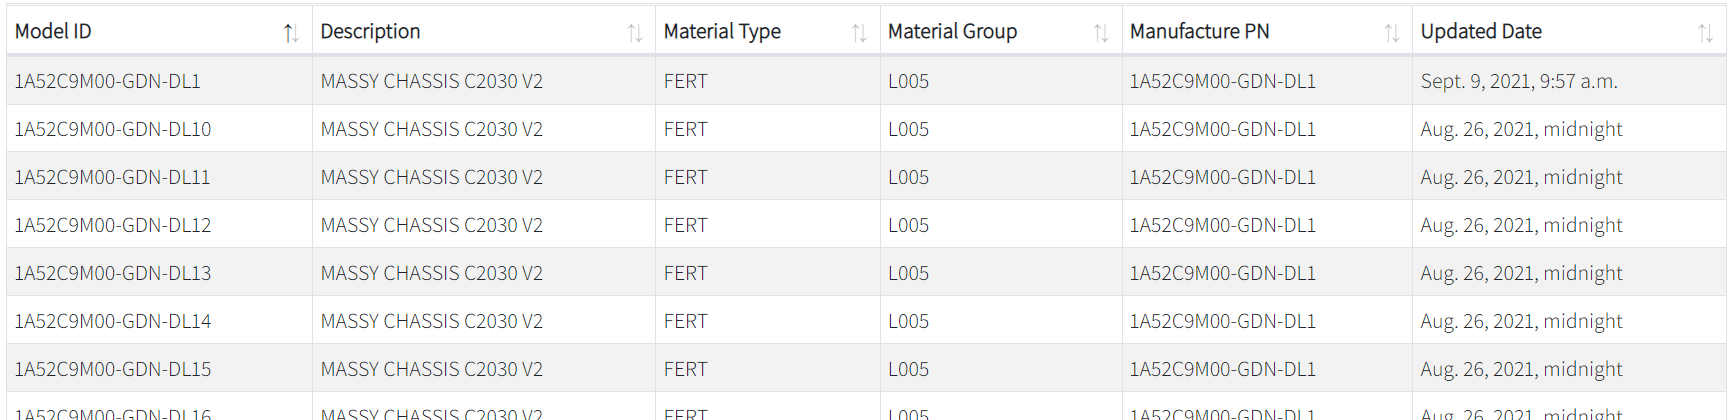 Model ID Description Material Type Material Group Manufacture PN Updated Date
1A52C9M00-GDN-DL1 MASSY CHASSIS C2030 V2 FERT L005 1A52C9M00-GDN-DL1 Sept. 9, 2021, 9:57 a.m.
1A52C9M00-GDN-DL10 MASSY CHASSIS C2030 V2 FERT L005 1A52C9M00-GDN-DL1 Aug. 26, 2021, midnight
1A52C9M00-GDN-DL11 MASSY CHASSIS C2030 V2 FERT L005 1A52C9M00-GDN-DL1 Aug. 26, 2021, midnight
1A52C9M00-GDN-DL12 MASSY CHASSIS C2030 V2 FERT L005 1A52C9M00-GDN-DL1 Aug. 26, 2021, midnight
1A52C9M00-GDN-DL13 MASSY CHASSIS C2030 V2 FERT L005 1A52C9M00-GDN-DL1 Aug. 26, 2021, midnight
1A52C9M00-GDN-DL14 MASSY CHASSIS C2030 V2 FERT L005 1A52C9M00-GDN-DL1 Aug. 26, 2021, midnight
1A52C9M00-GDN-DL15 MASSY CHASSIS C2030 V2 FERT L005 1A52C9M00-GDN-DL1 Aug. 26, 2021, midnight
1A52C9M00-GDN-DL16 MASSY CHASSIS C2030 V2 FERT L005 1A52C9M00-GDN-DL1 Aug. 26, 2021, midnight